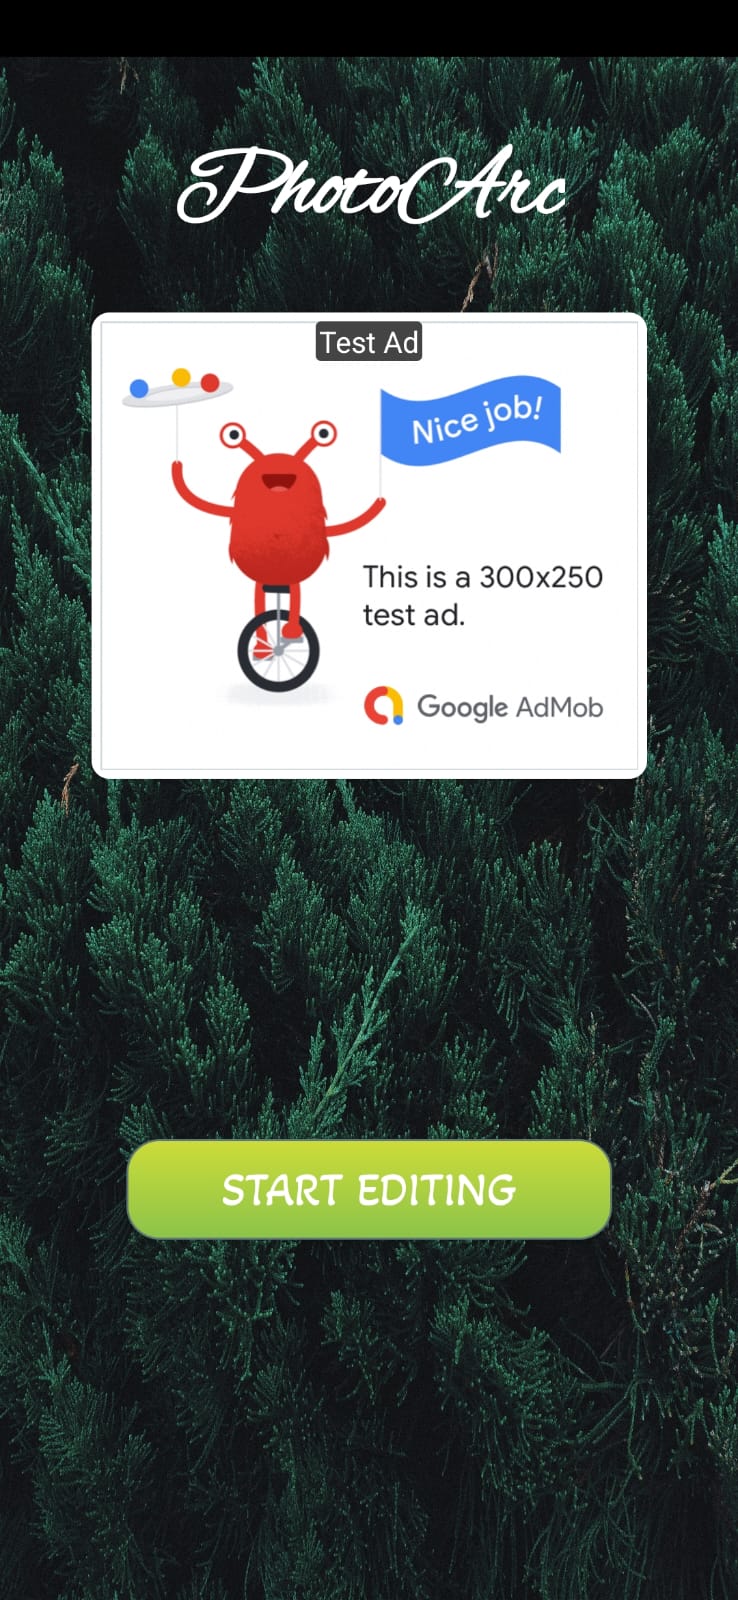 PhotoArc
Test Ad
Nice job!
This is a 300x250
test ad.
Google AdMob
START EDITING